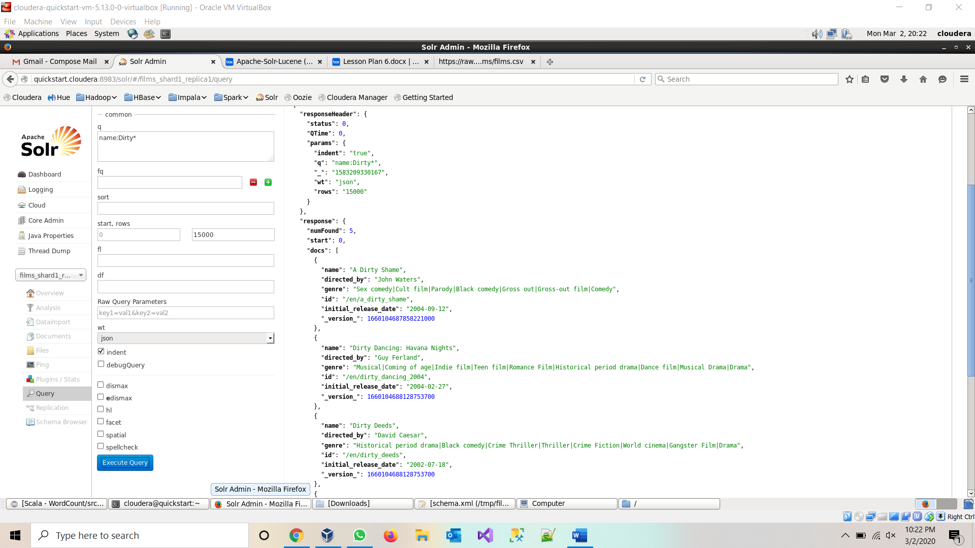 cloudera-quickstart-vm-5.13.0-0-virtualbox [Running] - Oracle VM VirtualBox
File Machine View Input Devices Help
Applications Places System
Mon Mar 2, 20:22 cloudera
Solr Admin - Mozilla Firefox
Gmail - Compose Mail
Solr Admin
Apache-Solr-Lucene (...
Lesson Plan 6.docx | ...
https://raw....ms/films.csv
quickstart.cloudera:8983/solr/#/films_shard1_replica1/query
Search
Cloudera Hue Hadoop HBase Impala Spark Solr Oozie Cloudera Manager Getting Started
Apache
Solr
Dashboard
Logging
Cloud
Core Admin
Java Properties
Thread Dump
films_shard1_r...
Overview
Analysis
Dataimport
Documents
Files
Ping
Plugins / Stats
Query
Replication
Schema Browser
common
q
name:Dirty*
fq
sort
start, rows
0
15000
fl
df
Raw Query Parameters
key1=val1&key2=val2
wt
json
indent
debugQuery
dismax
edismax
hl
facet
spatial
spellcheck
Execute Query
"responseHeader": {
"status": 0,
"QTime": 0,
"params": {
"indent": "true",
"q": "name:Dirty*",
"_": "1583209330167",
"wt": "json",
"rows": "15000"
}
},
"response": {
"numFound": 5,
"start": 0,
"docs": [
{
"name": "A Dirty Shame",
"directed_by": "John Waters",
"genre": "Sex comedy|Cult film|Parody|Black comedy|Gross out|Gross-out film|Comedy",
"id": "/en/a_dirty_shame",
"initial_release_date": "2004-09-12",
"_version_": 1660104687858221000
},
{
"name": "Dirty Dancing: Havana Nights",
"directed_by": "Guy Ferland",
"genre": "Musical|Coming of age|Indie film|Teen film|Romance Film|Historical period drama|Dance film|Musical Drama|Drama",
"id": "/en/dirty_dancing_2004",
"initial_release_date": "2004-02-27",
"_version_": 1660104688128753700
},
{
"name": "Dirty Deeds",
"directed_by": "David Caesar",
"genre": "Historical period drama|Black comedy|Crime Thriller|Thriller|Crime Fiction|World cinema|Gangster Film|Drama",
"id": "/en/dirty_deeds",
"initial_release_date": "2002-07-18",
"_version_": 1660104688128753700
},
{
Solr Admin - Mozilla Firefox
[Scala - WordCount/src...
cloudera@quickstart:~
Solr Admin - Mozilla Fi...
[Downloads]
[schema.xml (/tmp/fil...
Computer
/
Right Ctrl
Type here to search
10:22 PM
3/2/2020
1